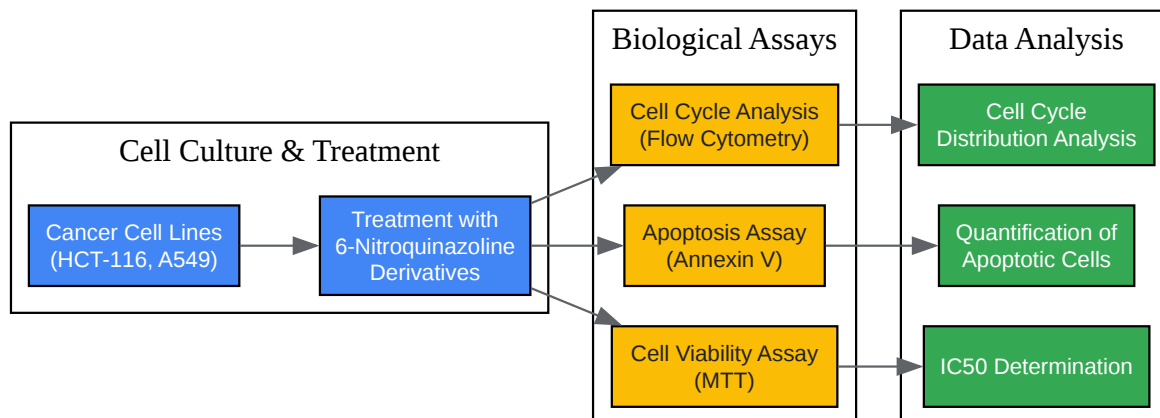 Cell Culture & Treatment
Cancer Cell Lines
(HCT-116, A549)
Treatment with
6-Nitroquinazoline
Derivatives
Biological Assays
Cell Cycle Analysis
(Flow Cytometry)
Apoptosis Assay
(Annexin V)
Cell Viability Assay
(MTT)
Data Analysis
Cell Cycle
Distribution Analysis
Quantification of
Apoptotic Cells
IC50 Determination